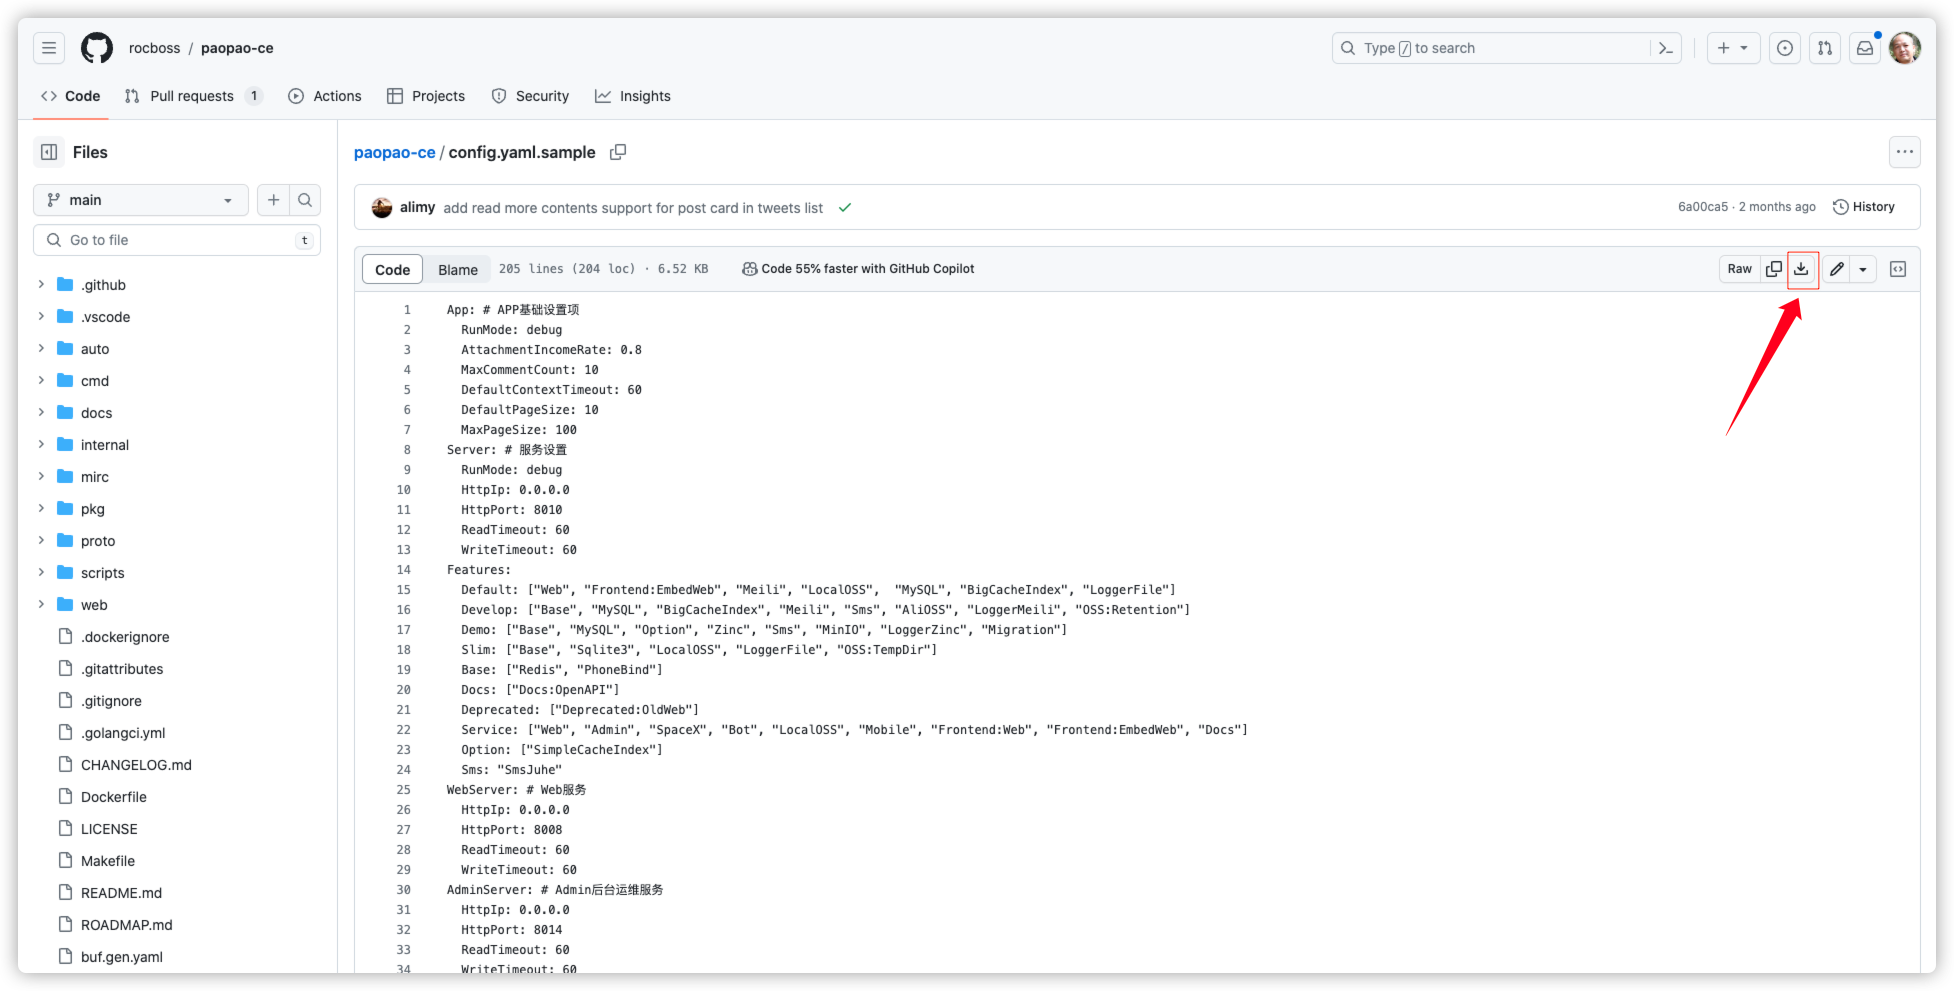 rocboss / paopao-ce
Type / to search
Code
Pull requests 1
Actions
Projects
Security
Insights
Files
main
Go to file
t
.github
.vscode
auto
cmd
docs
internal
mirc
pkg
proto
scripts
web
.dockerignore
.gitattributes
.gitignore
.golangci.yml
CHANGELOG.md
Dockerfile
LICENSE
Makefile
README.md
ROADMAP.md
buf.gen.yaml
paopao-ce / config.yaml.sample
alimy add read more contents support for post card in tweets list
6a00ca5 · 2 months ago
History
Code
Blame
205 lines (204 loc) · 6.52 KB
Code 55% faster with GitHub Copilot
Raw
1 App: # APP基础设置项
2 RunMode: debug
3 AttachmentIncomeRate: 0.8
4 MaxCommentCount: 10
5 DefaultContextTimeout: 60
6 DefaultPageSize: 10
7 MaxPageSize: 100
8 Server: # 服务设置
9 RunMode: debug
10 HttpIp: 0.0.0.0
11 HttpPort: 8010
12 ReadTimeout: 60
13 WriteTimeout: 60
14 Features:
15 Default: ["Web", "Frontend:EmbedWeb", "Meili", "LocalOSS",  "MySQL", "BigCacheIndex", "LoggerFile"]
16 Develop: ["Base", "MySQL", "BigCacheIndex", "Meili", "Sms", "AliOSS", "LoggerMeili", "OSS:Retention"]
17 Demo: ["Base", "MySQL", "Option", "Zinc", "Sms", "MinIO", "LoggerZinc", "Migration"]
18 Slim: ["Base", "Sqlite3", "LocalOSS", "LoggerFile", "OSS:TempDir"]
19 Base: ["Redis", "PhoneBind"]
20 Docs: ["Docs:OpenAPI"]
21 Deprecated: ["Deprecated:OldWeb"]
22 Service: ["Web", "Admin", "SpaceX", "Bot", "LocalOSS", "Mobile", "Frontend:Web", "Frontend:EmbedWeb", "Docs"]
23 Option: ["SimpleCacheIndex"]
24 Sms: "SmsJuhe"
25 WebServer: # Web服务
26 HttpIp: 0.0.0.0
27 HttpPort: 8008
28 ReadTimeout: 60
29 WriteTimeout: 60
30 AdminServer: # Admin后台运维服务
31 HttpIp: 0.0.0.0
32 HttpPort: 8014
33 ReadTimeout: 60
34 WriteTimeout: 60